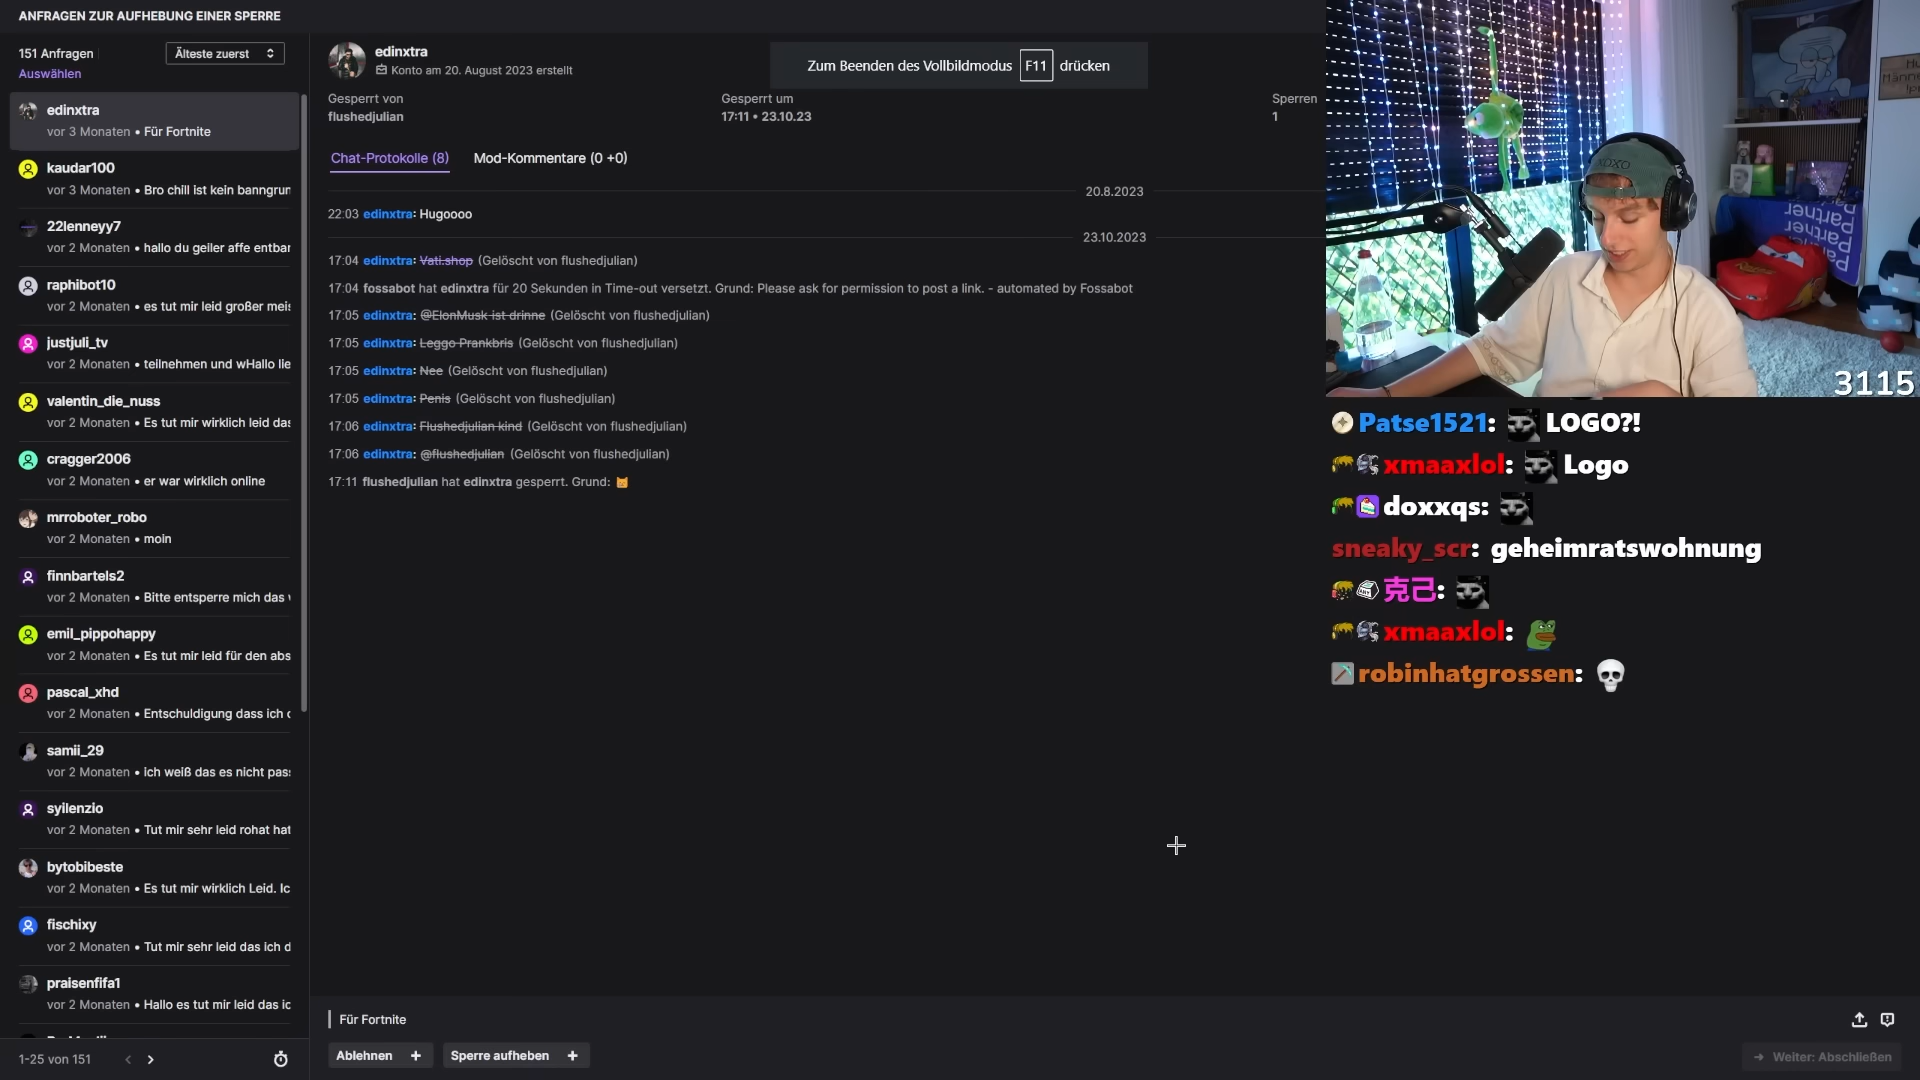 ANFRAGEN ZUR AUFHEBUNG EINER SPERRE
151 Anfragen
Älteste zuerst
Auswählen
edinxtra
vor 3 Monaten • Für Fortnite
kaudar100
vor 3 Monaten • Bro chill ist kein banngrun
22lenneyy7
vor 2 Monaten • hallo du geiler affe entbar
raphibot10
vor 2 Monaten • es tut mir leid großer meis
justjuli_tv
vor 2 Monaten • teilnehmen und wHallo lie
valentin_die_nuss
vor 2 Monaten • Es tut mir wirklich leid das
cragger2006
vor 2 Monaten • er war wirklich online
mrroboter_robo
vor 2 Monaten • moin
finnbartels2
vor 2 Monaten • Bitte entsperre mich das
emil_pippohappy
vor 2 Monaten • Es tut mir leid für den abs
pascal_xhd
vor 2 Monaten • Entschuldigung dass ich
samii_29
vor 2 Monaten • ich weiß das es nicht pas
syilenzio
vor 2 Monaten • Tut mir sehr leid rohat hat
bytobibeste
vor 2 Monaten • Es tut mir wirklich Leid. Ic
fischixy
vor 2 Monaten • Tut mir sehr leid das ich d
praisenfifa1
vor 2 Monaten • Hallo es tut mir leid das ic
1-25 von 151
edinxtra
Konto am 20. August 2023 erstellt
Zum Beenden des Vollbildmodus F11 drücken
Gesperrt von
flushedjulian
Gesperrt um
17:11 • 23.10.23
Sperren
1
Chat-Protokolle (8)
Mod-Kommentare (0 +0)
20.8.2023
22:03 edinxtra: Hugoooo
23.10.2023
17:04 edinxtra: Vati.shop (Gelöscht von flushedjulian)
17:04 fossabot hat edinxtra für 20 Sekunden in Time-out versetzt. Grund: Please ask for permission to post a link. - automated by Fossabot
17:05 edinxtra: @ElonMusk ist drinne (Gelöscht von flushedjulian)
17:05 edinxtra: Leggo Prankbris (Gelöscht von flushedjulian)
17:05 edinxtra: Nee (Gelöscht von flushedjulian)
17:05 edinxtra: Penis (Gelöscht von flushedjulian)
17:06 edinxtra: Flushedjulian kind (Gelöscht von flushedjulian)
17:06 edinxtra: @flushedjulian (Gelöscht von flushedjulian)
17:11 flushedjulian hat edinxtra gesperrt. Grund: 😼
Für Fortnite
Ablehnen +
Sperre aufheben +
Weiter: Abschließen
XOXO
Partner
Partner
Partner
3115
Patse1521: LOGO?!
xmaaxlol: Logo
doxxqs:
sneaky_scr: geheimratswohnung
克己:
xmaaxlol:
robinhatgrossen: 💀